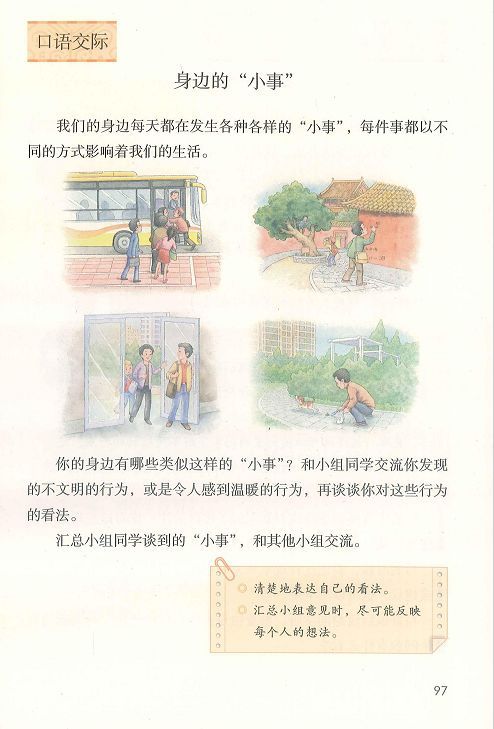 口语交际
身边的“小事”
我们的身边每天都在发生各种各样的“小事”，每件事都以不
同的方式影响着我们的生活。
你的身边有哪些类似这样的“小事”？和小组同学交流你发现
的不文明的行为，或是令人感到温暖的行为，再谈谈你对这些行为
的看法。
汇总小组同学谈到的“小事”，和其他小组交流。
清楚地表达自己的看法。
汇总小组意见时，尽可能反映
每个人的想法。
97